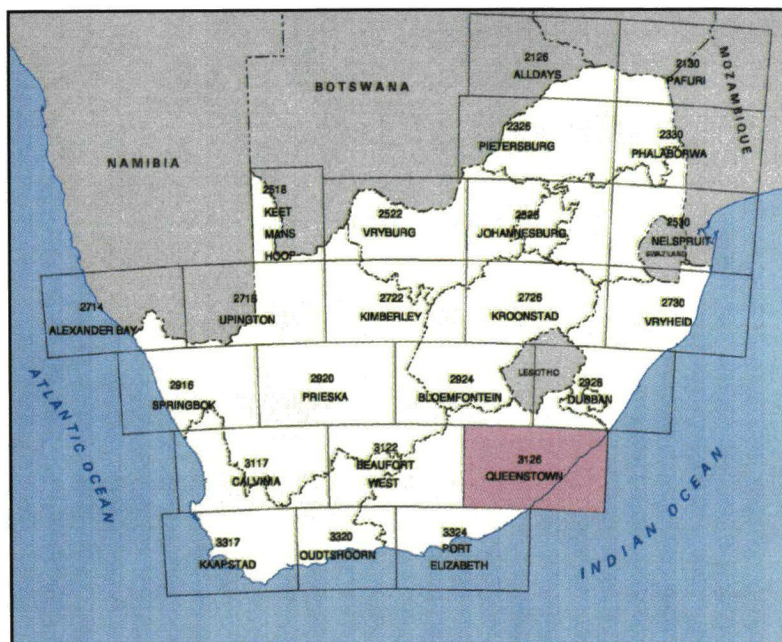 2126
ALLDAYS
2130
PAFURI
MOZAMBIQUE
BOTSWANA
NAMIBIA
2326
PIETERSBURG
2330
PHALABORWA
2518
KEET
MANS
HOOP
2522
VRYBURG
2526
JOHANNESBURG
2530
NELSPRUIT
SWAZILAND
2714
ALEXANDER BAY
2716
UPINGTON
2722
KIMBERLEY
2726
KROONSTAD
2730
VRYHEID
2916
SPRINGBOK
2920
PRIESKA
2924
BLOEMFONTEIN
LESOTHO
2928
DURBAN
ATLANTIC OCEAN
3117
CALVINIA
3122
BEAUFORT
WEST
3126
QUEENSTOWN
INDIAN OCEAN
3317
KAAPSTAD
3320
OUDTSHOORN
3324
PORT
ELIZABETH